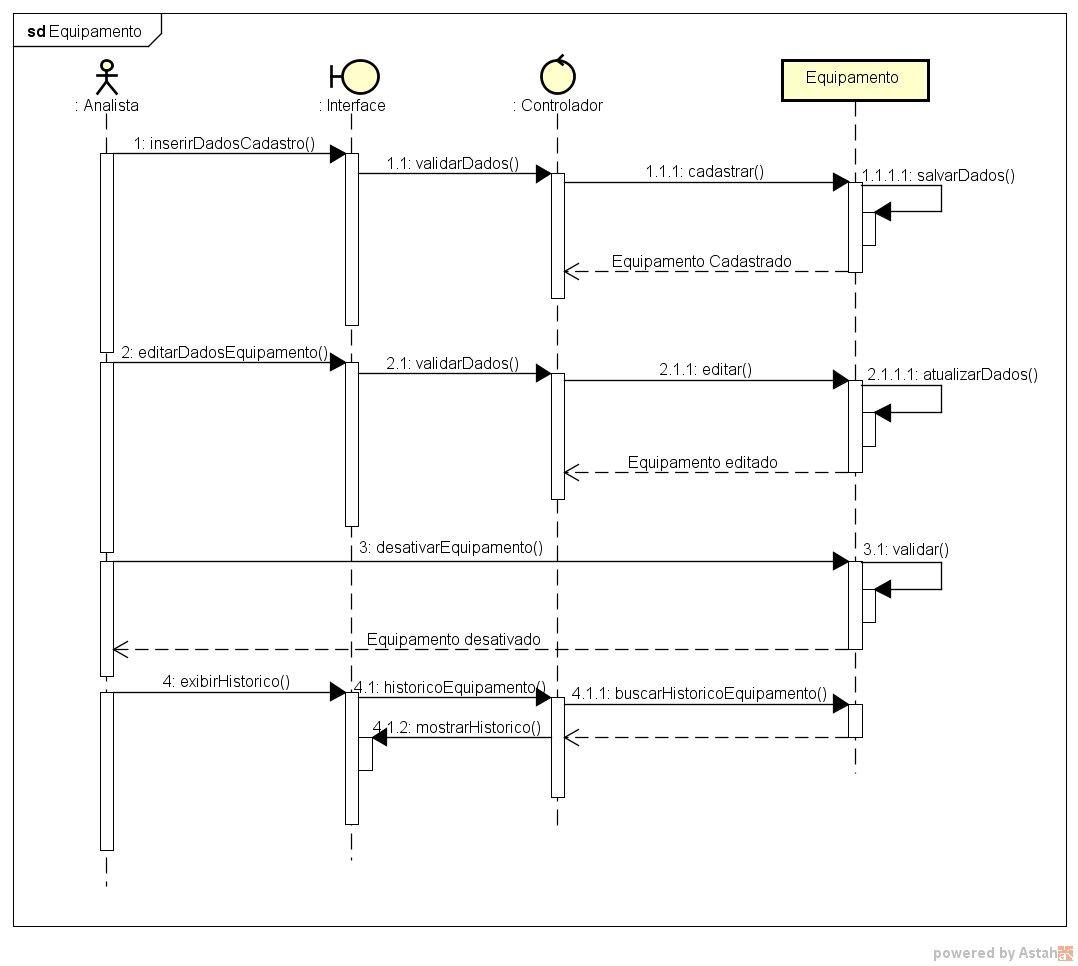 sd Equipamento
: Analista
: Interface
: Controlador
Equipamento
1: inserirDadosCadastro()
1.1: validarDados()
1.1.1: cadastrar()
1.1.1.1: salvarDados()
Equipamento Cadastrado
2: editarDadosEquipamento()
2.1: validarDados()
2.1.1: editar()
2.1.1.1: atualizarDados()
Equipamento editado
3: desativarEquipamento()
3.1: validar()
Equipamento desativado
4: exibirHistorico()
4.1: historicoEquipamento()
4.1.1: buscarHistoricoEquipamento()
4.1.2: mostrarHistorico()
powered by Astah